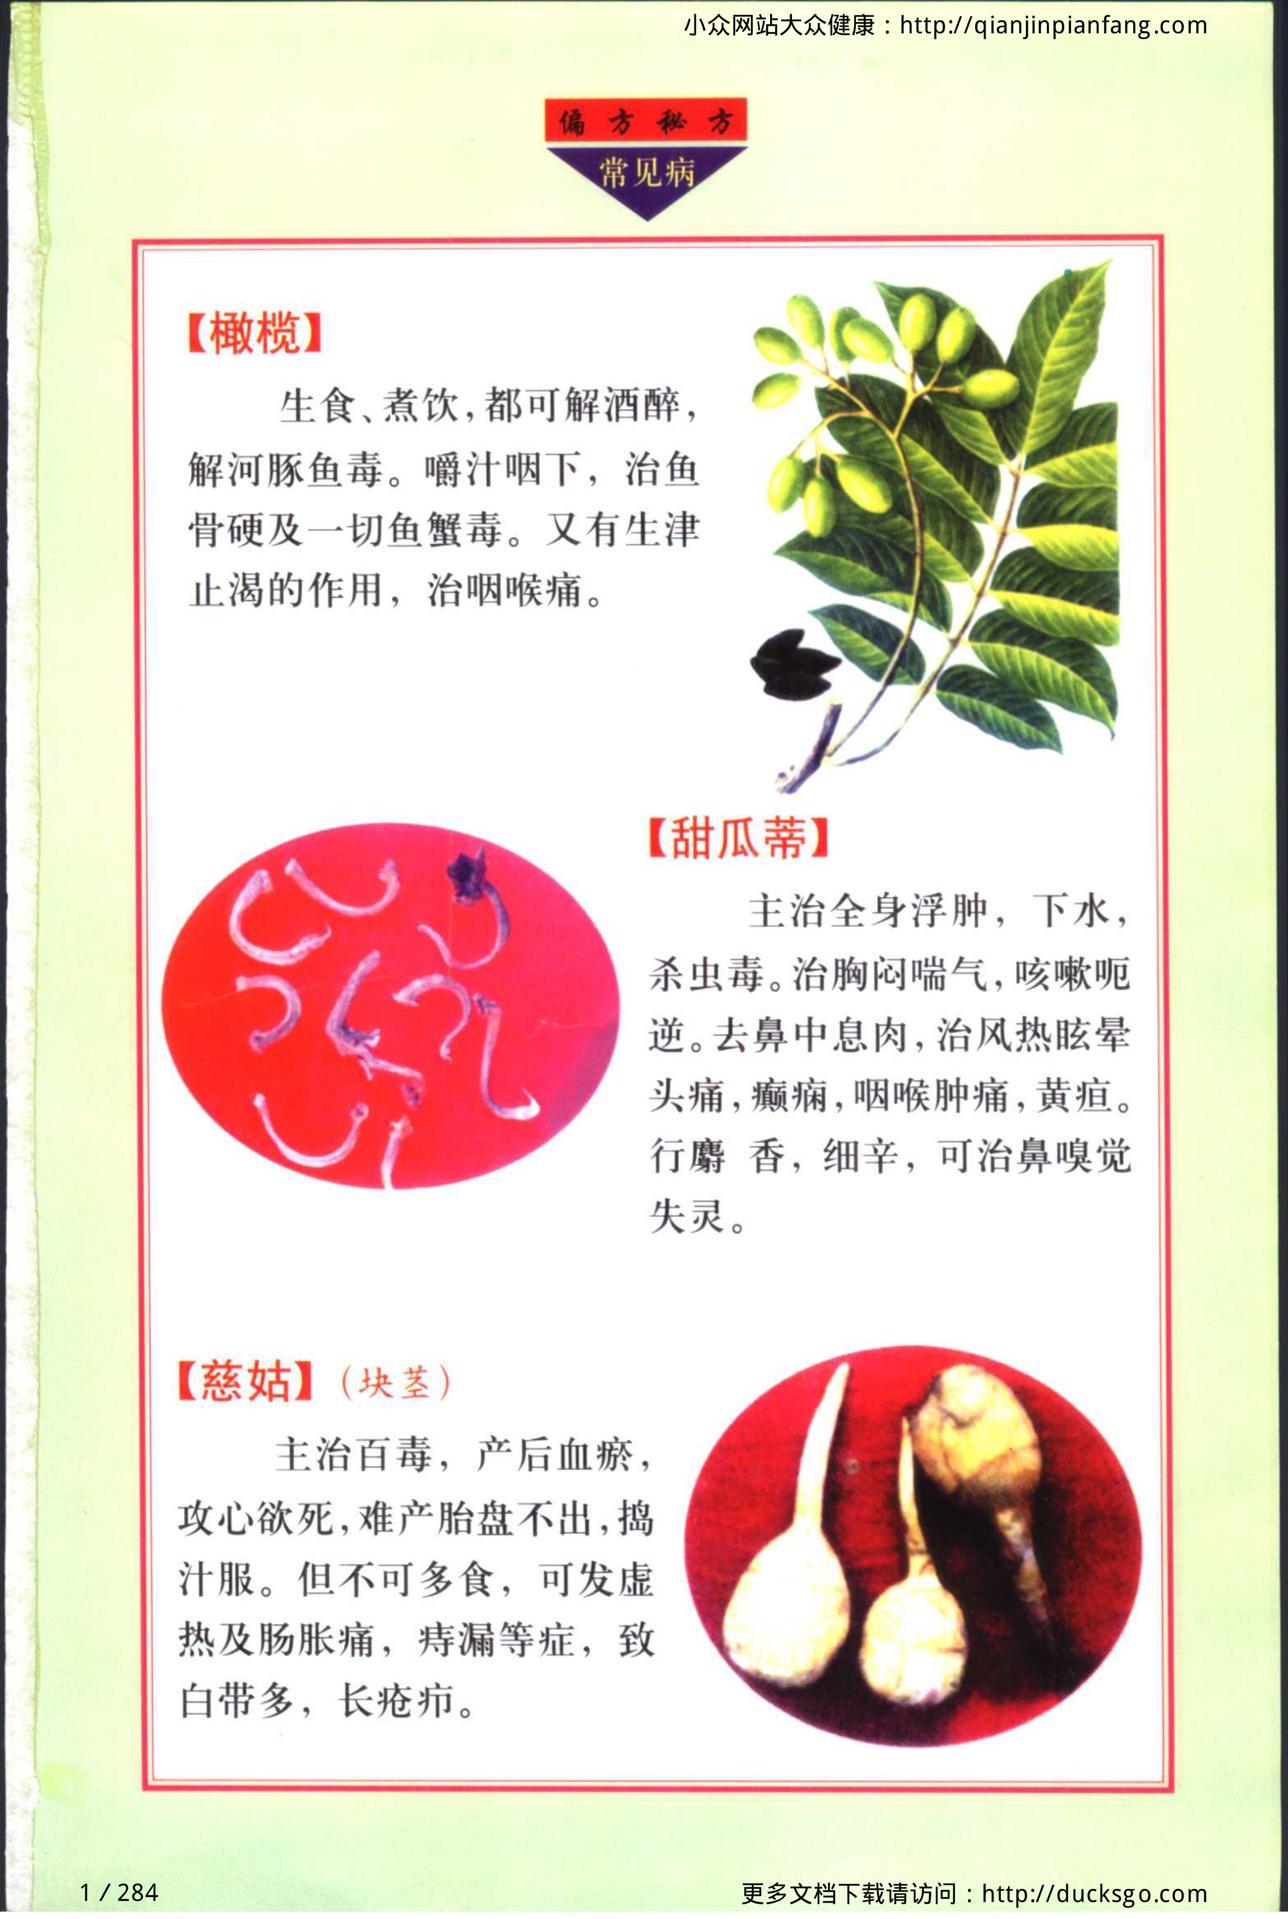 小众网站大众健康：http://qianjinpianfang.com
偏方秘方
常见病
【橄榄】
生食、煮饮，都可解酒醉，
解河豚鱼毒。嚼汁咽下，治鱼
骨硬及一切鱼蟹毒。又有生津
止渴的作用，治咽喉痛。
【甜瓜蒂】
主治全身浮肿，下水，
杀虫毒。治胸闷喘气，咳嗽呃
逆。去鼻中息肉，治风热眩晕
头痛，癫痫，咽喉肿痛，黄疸。
行麝 香，细辛，可治鼻嗅觉
失灵。
【慈姑】（块茎）
主治百毒，产后血瘀，
攻心欲死，难产胎盘不出，捣
汁服。但不可多食，可发虚
热及肠胀痛，痔漏等症，致
白带多，长疮疖。
1 / 284
更多文档下载请访问：http://ducksgo.com